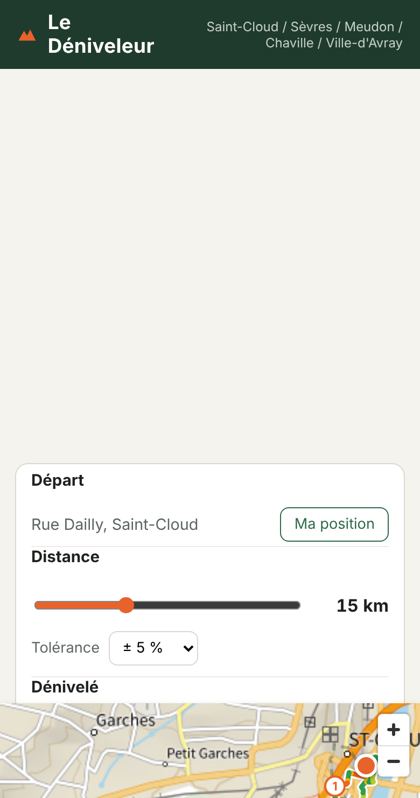 Le
Déniveleur
Saint-Cloud / Sèvres / Meudon /
Chaville / Ville-d'Avray
Départ
Rue Dailly, Saint-Cloud
Ma position
Distance
15 km
Tolérance
± 5 %
Dénivelé
Garches
Petit Garches
ST-C
U
+
−
1